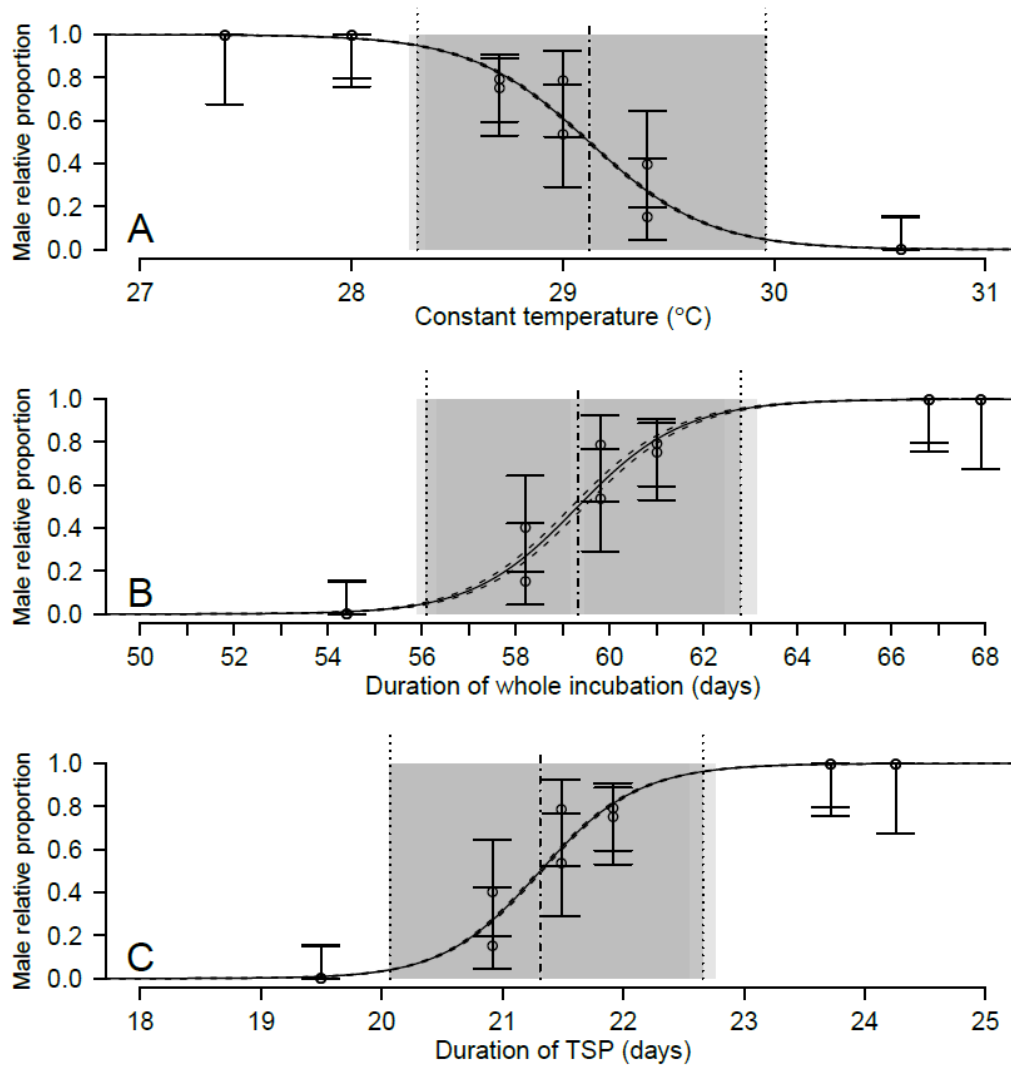 Male relative proportion
1.0
0.8
0.6
0.4
0.2
0.0
A
27 28 29 30 31
Constant temperature (°C)
Male relative proportion
1.0
0.8
0.6
0.4
0.2
0.0
B
50 52 54 56 58 60 62 64 66 68
Duration of whole incubation (days)
Male relative proportion
1.0
0.8
0.6
0.4
0.2
0.0
C
18 19 20 21 22 23 24 25
Duration of TSP (days)